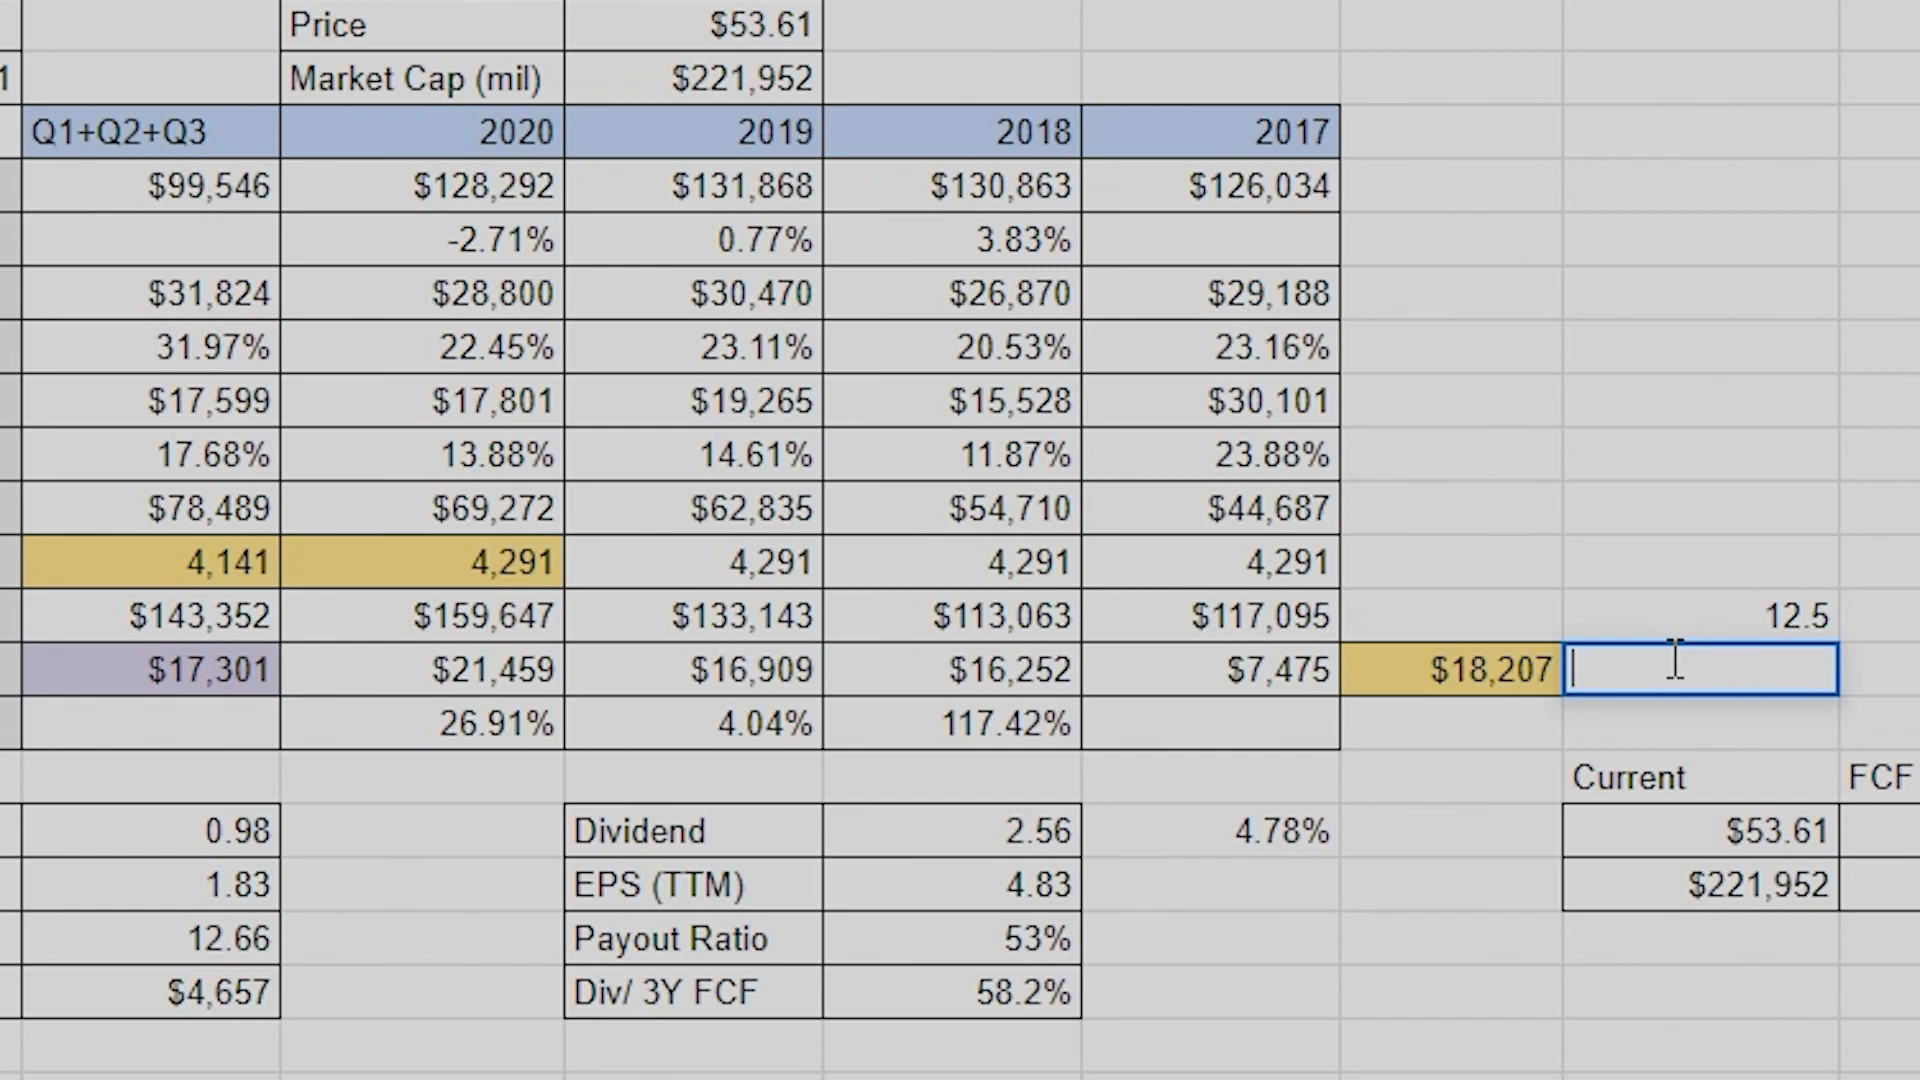 Price $53.61
1 Market Cap (mil) $221,952
Q1+Q2+Q3 2020 2019 2018 2017
$99,546 $128,292 $131,868 $130,863 $126,034
-2.71% 0.77% 3.83%
$31,824 $28,800 $30,470 $26,870 $29,188
31.97% 22.45% 23.11% 20.53% 23.16%
$17,599 $17,801 $19,265 $15,528 $30,101
17.68% 13.88% 14.61% 11.87% 23.88%
$78,489 $69,272 $62,835 $54,710 $44,687
4,141 4,291 4,291 4,291 4,291
$143,352 $159,647 $133,143 $113,063 $117,095 12.5
$17,301 $21,459 $16,909 $16,252 $7,475 $18,207
26.91% 4.04% 117.42%
Current FCF
0.98 Dividend 2.56 4.78% $53.61
1.83 EPS (TTM) 4.83 $221,952
12.66 Payout Ratio 53%
$4,657 Div/ 3Y FCF 58.2%